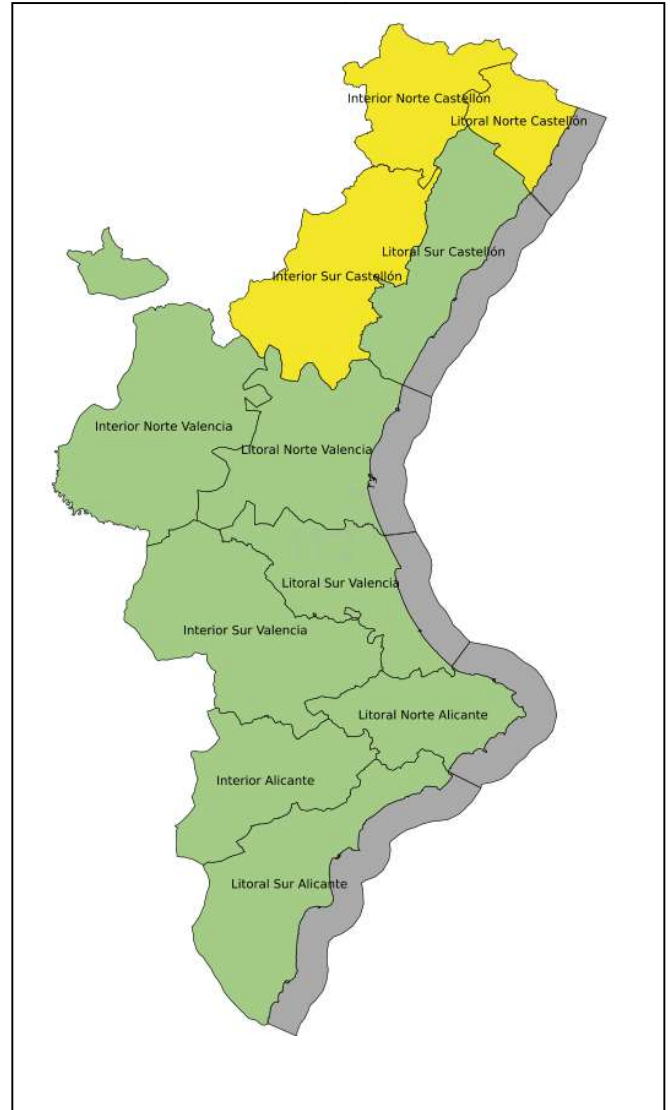 Interior Norte Castellón
Litoral Norte Castellón
Litoral Sur Castellón
Interior Sur Castellón
Interior Norte Valencia
Litoral Norte Valencia
Litoral Sur Valencia
Interior Sur Valencia
Litoral Norte Alicante
Interior Alicante
Litoral Sur Alicante